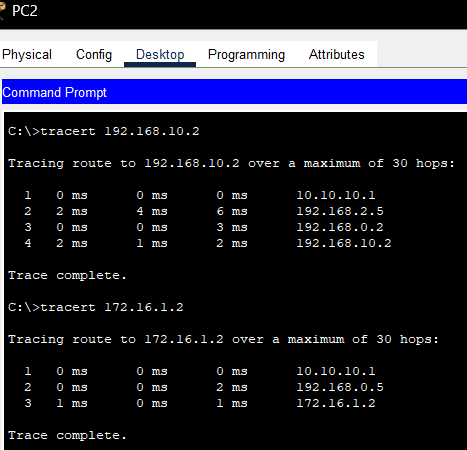 PC2
Physical Config Desktop Programming Attributes
Command Prompt
C:\>tracert 192.168.10.2
Tracing route to 192.168.10.2 over a maximum of 30 hops:
1 0 ms 0 ms 0 ms 10.10.10.1
2 2 ms 4 ms 6 ms 192.168.2.5
3 0 ms 0 ms 3 ms 192.168.0.2
4 2 ms 1 ms 2 ms 192.168.10.2
Trace complete.
C:\>tracert 172.16.1.2
Tracing route to 172.16.1.2 over a maximum of 30 hops:
1 0 ms 0 ms 0 ms 10.10.10.1
2 0 ms 0 ms 2 ms 192.168.0.5
3 1 ms 0 ms 1 ms 172.16.1.2
Trace complete.